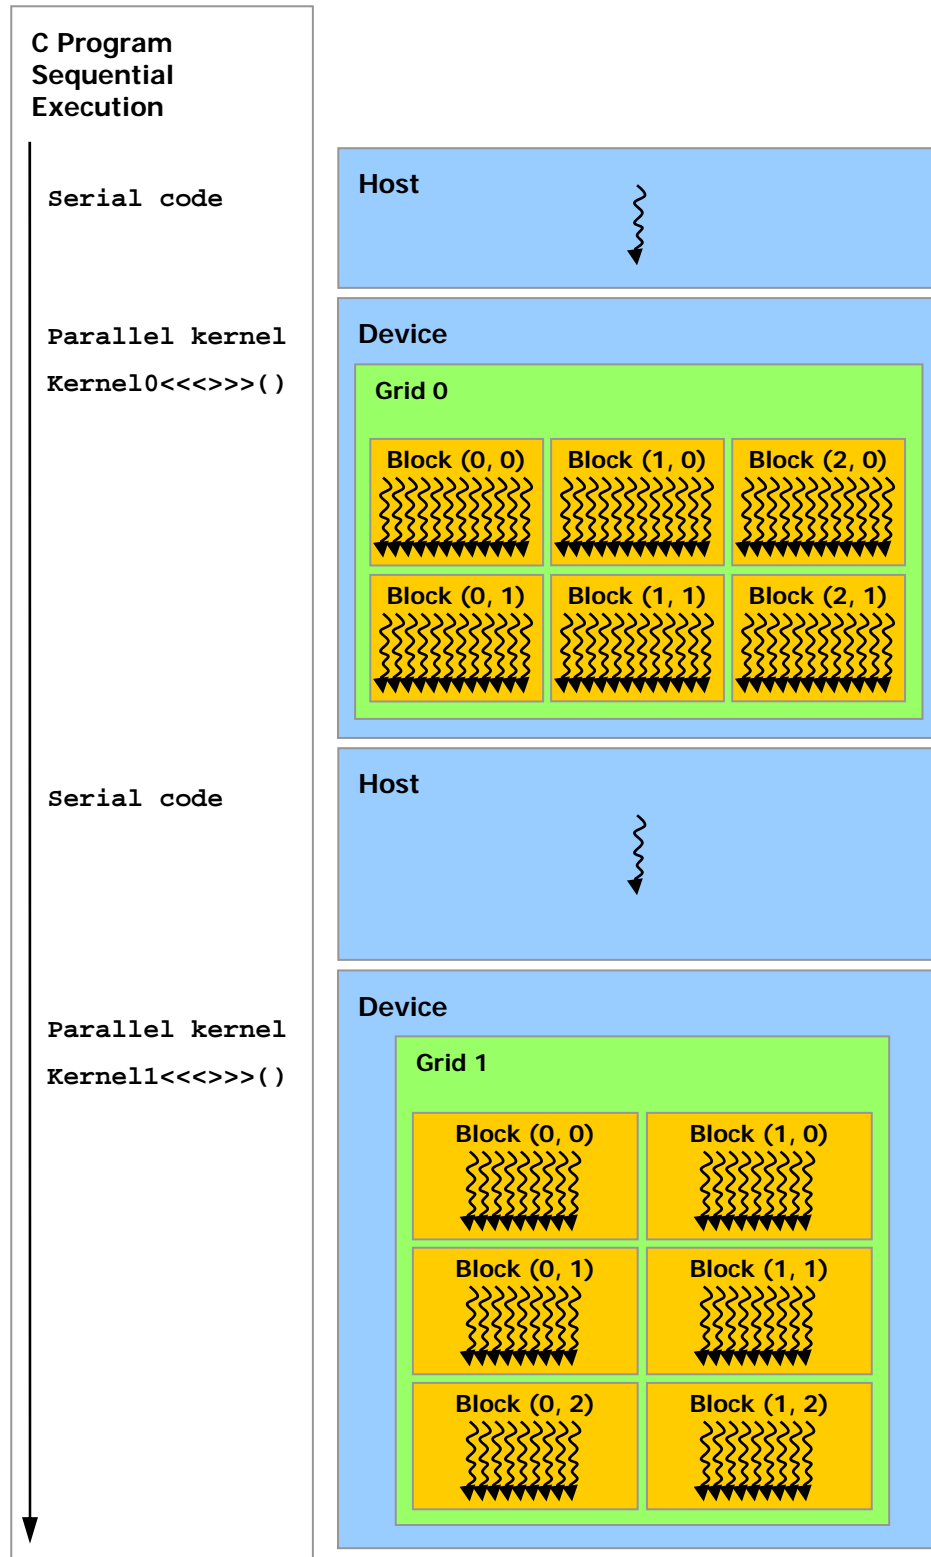 C Program
Sequential
Execution
Serial code
Host
Parallel kernel
Kernel0<<<>>>()
Device
Grid 0
Block (0, 0)
Block (1, 0)
Block (2, 0)
Block (0, 1)
Block (1, 1)
Block (2, 1)
Serial code
Host
Parallel kernel
Kernel1<<<>>>()
Device
Grid 1
Block (0, 0)
Block (1, 0)
Block (0, 1)
Block (1, 1)
Block (0, 2)
Block (1, 2)